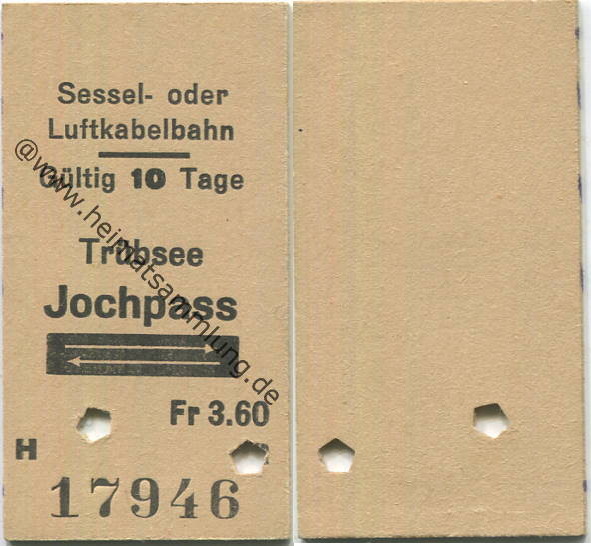 Sessel- oder
Luftkabelbahn
Gültig 10 Tage
Trübsee
Jochpass
Fr 3.60
H
17946
@www.heimatsammlung.de